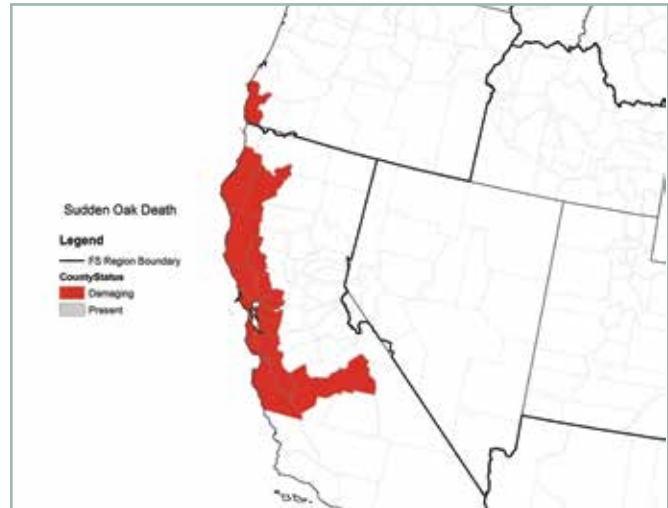 Sudden Oak Death
Legend
FS Region Boundary
CountyStatus
Damaging
Present